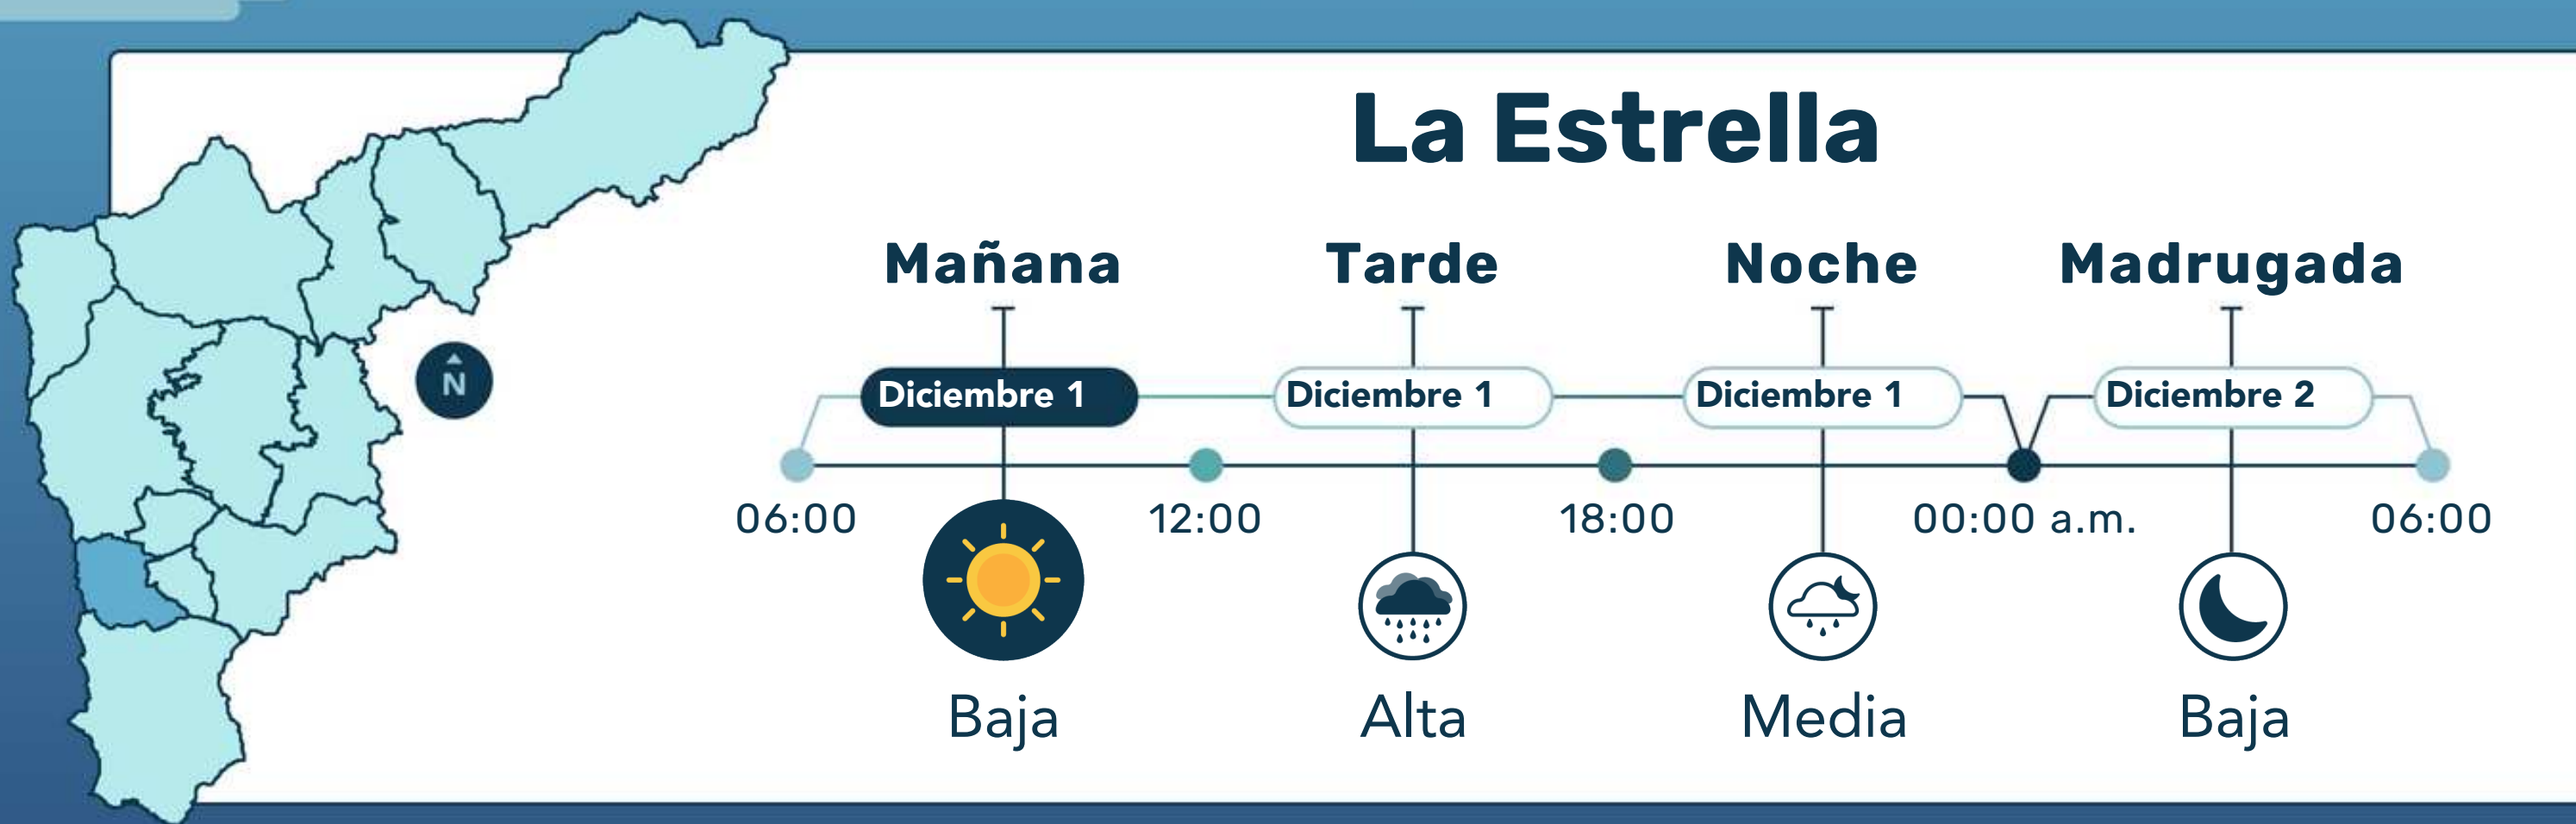 La Estrella
Mañana Tarde Noche Madrugada
N
Diciembre 1 Diciembre 1 Diciembre 1 Diciembre 2
06:00 12:00 18:00 00:00 a.m. 06:00
Baja Alta Media Baja